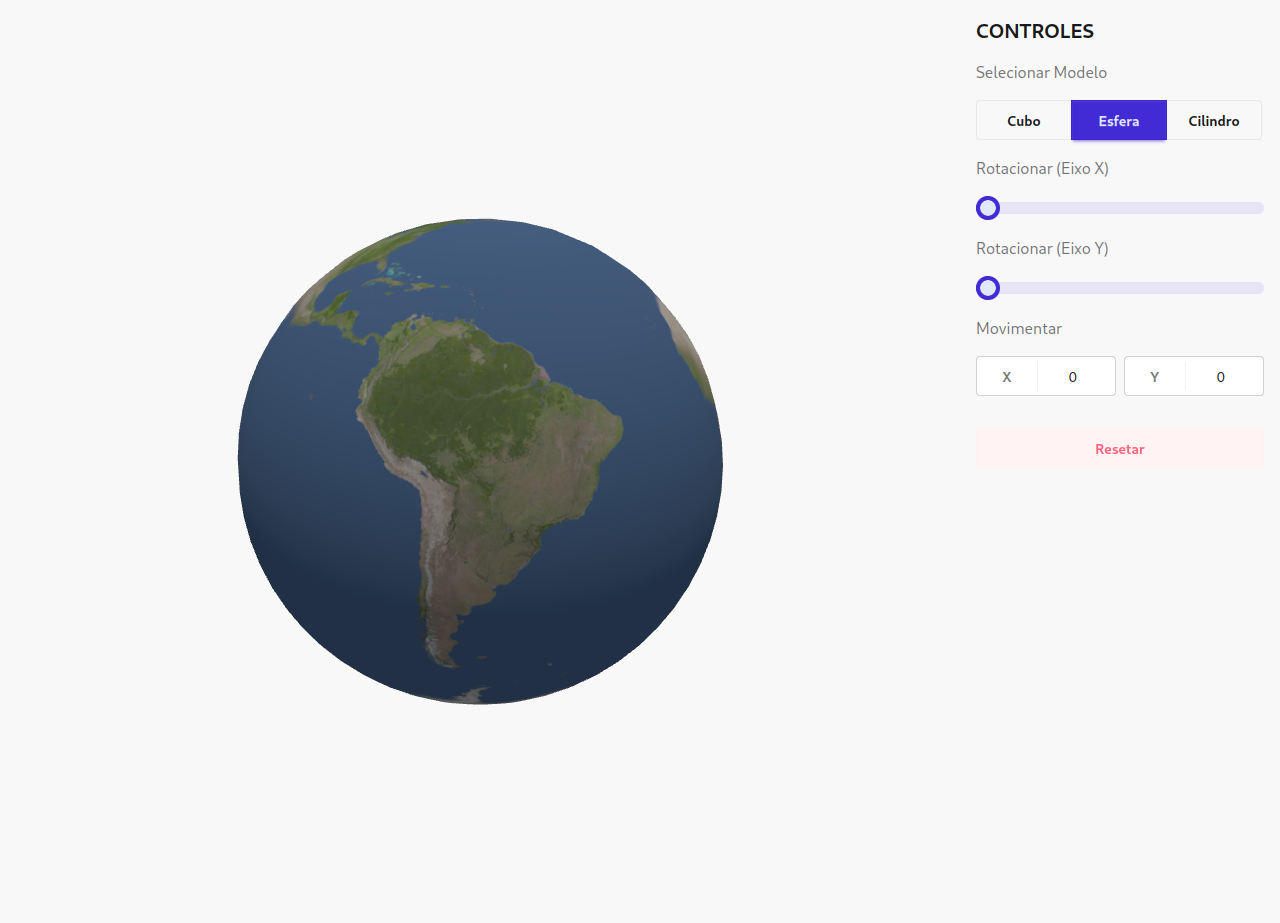 CONTROLES
Selecionar Modelo
Cubo Esfera Cilindro
Rotacionar (Eixo X)
Rotacionar (Eixo Y)
Movimentar
X 0 Y 0
Resetar